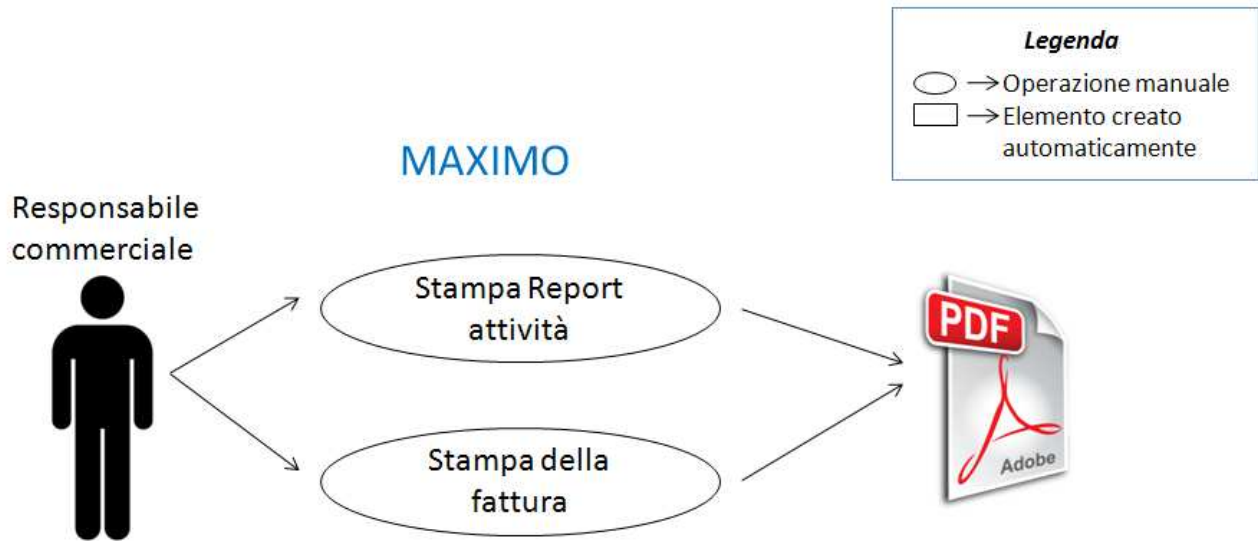 Legenda
→ Operazione manuale
→ Elemento creato
automaticamente
MAXIMO
Responsabile
commerciale
Stampa Report
attività
Stampa della
fattura
PDF
Adobe